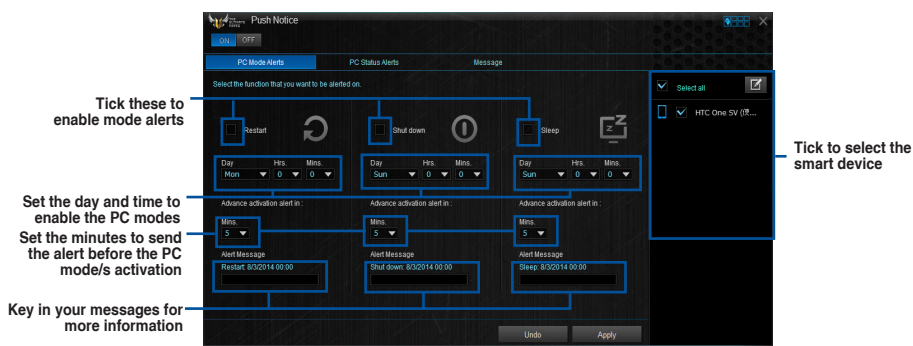 THE ULTIMATE FORCE
Push Notice
ON OFF
PC Mode Alerts PC Status Alerts Message
Select the function that you want to be alerted on.
Select all
HTC One SV (僕...
Tick these to
enable mode alerts
Restart Shut down Sleep
Tick to select the
smart device
Day Hrs. Mins. Day Hrs. Mins. Day Hrs. Mins.
Mon 0 0 Sun 0 0 Sun 0 0
Set the day and time to
enable the PC modes
Advance activation alert in : Advance activation alert in : Advance activation alert in :
Set the minutes to send
the alert before the PC
mode/s activation
Mins. Mins. Mins.
5 5 5
Alert Message Alert Message Alert Message
Restart: 8/3/2014 00:00 Shut down: 8/3/2014 00:00 Sleep: 8/3/2014 00:00
Key in your messages for
more information
Undo Apply